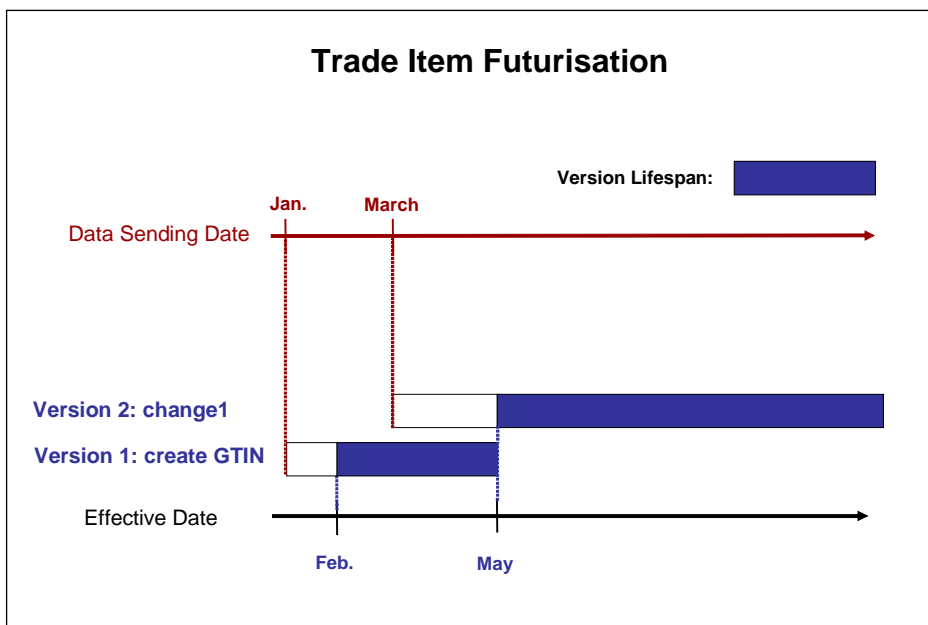 Trade Item Futurisation
Version Lifespan:
Jan.
March
Data Sending Date
Version 2: change1
Version 1: create GTIN
Effective Date
Feb.
May